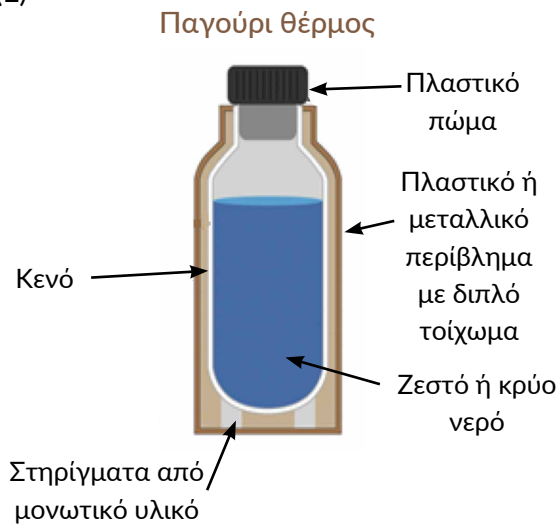 Παγούρι θέρμος
Πλαστικό
πώμα
Πλαστικό ή
μεταλλικό
περίβλημα
με διπλό
τοίχωμα
Κενό
Ζεστό ή κρύο
νερό
Στηρίγματα από
μονωτικό υλικό